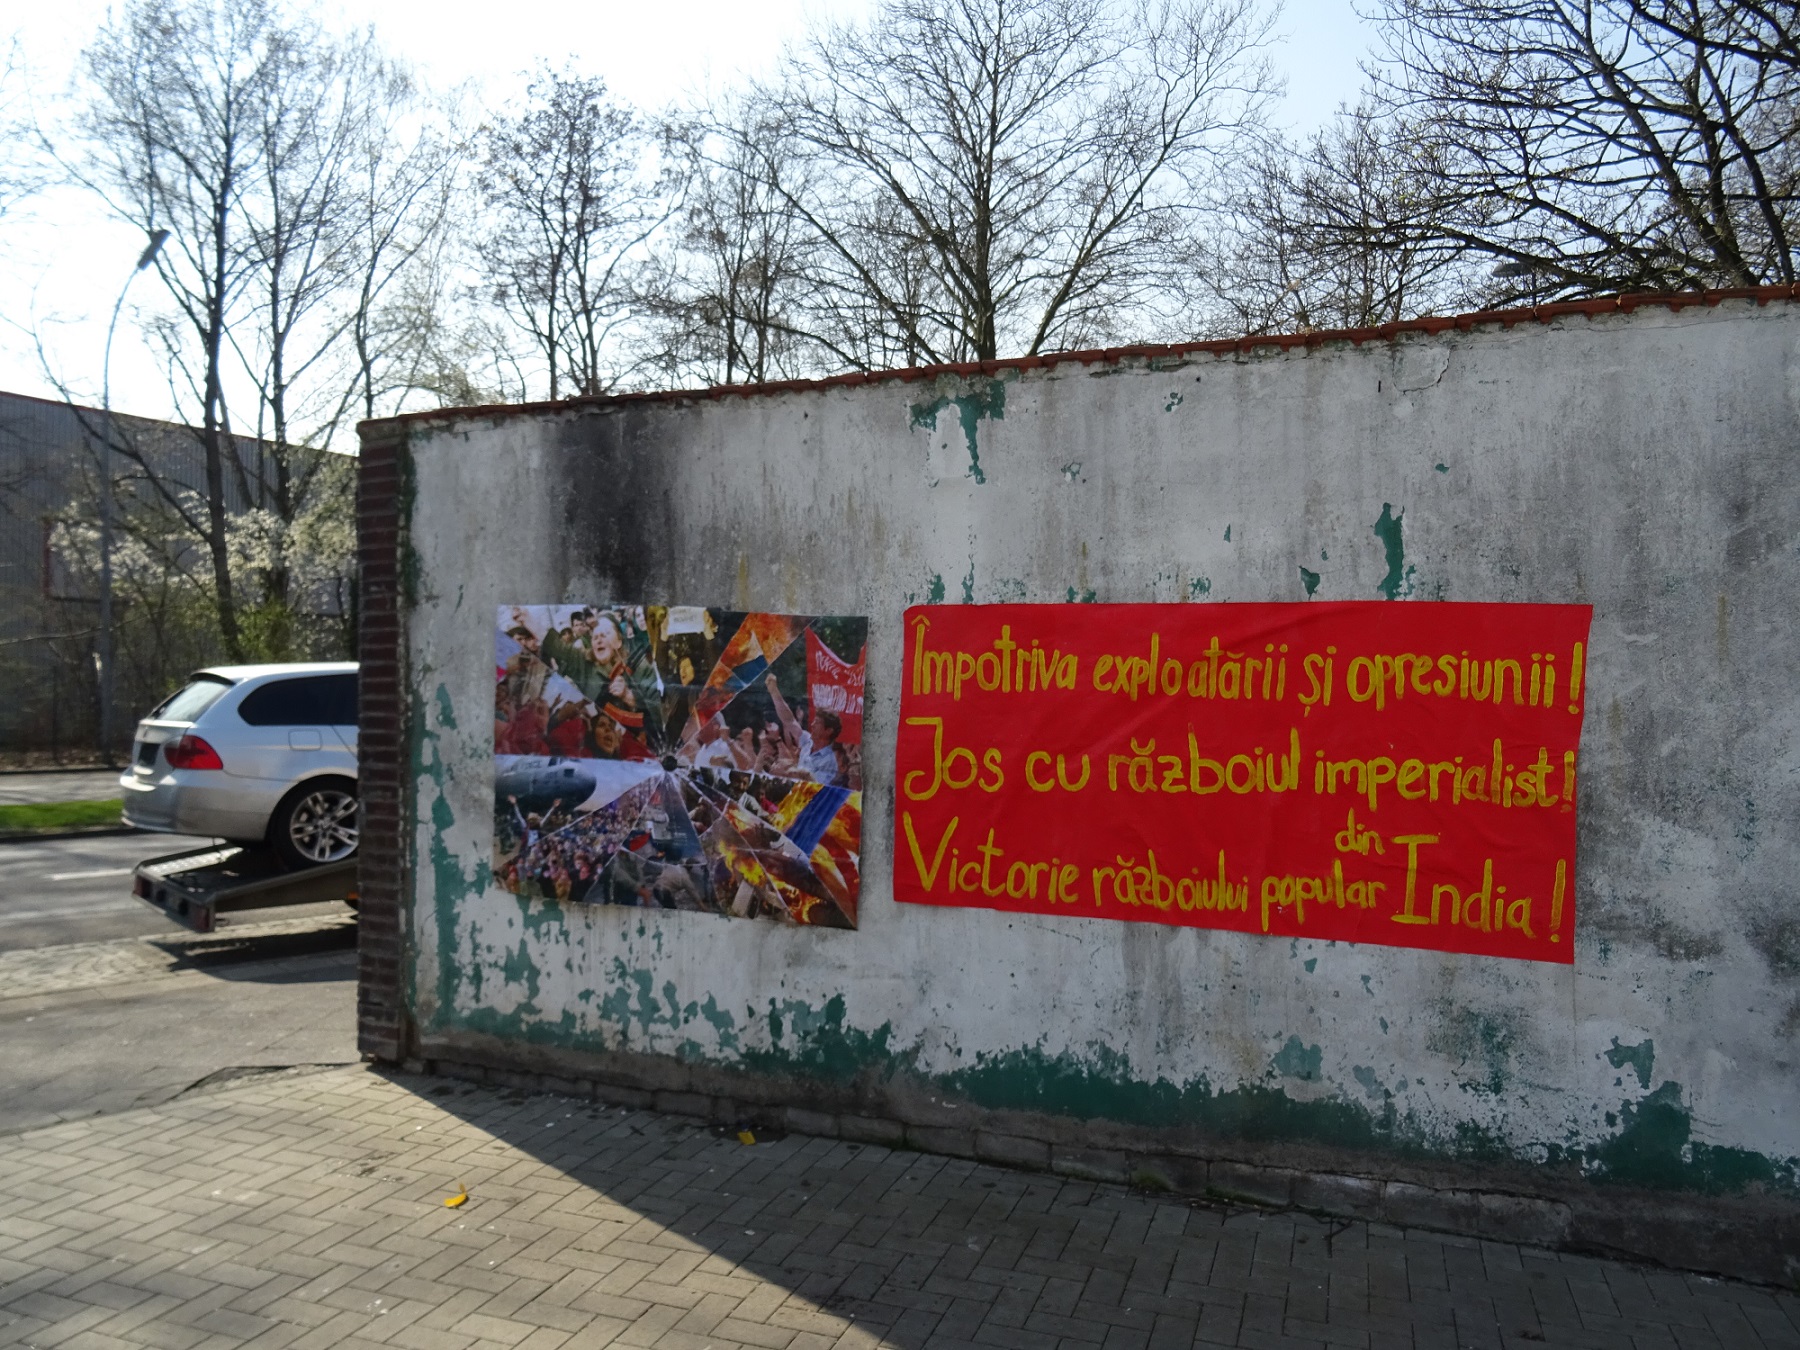 Împotriva exploatării și opresiunii!
Jos cu războiul imperialist!
din
Victorie războiului popular India!